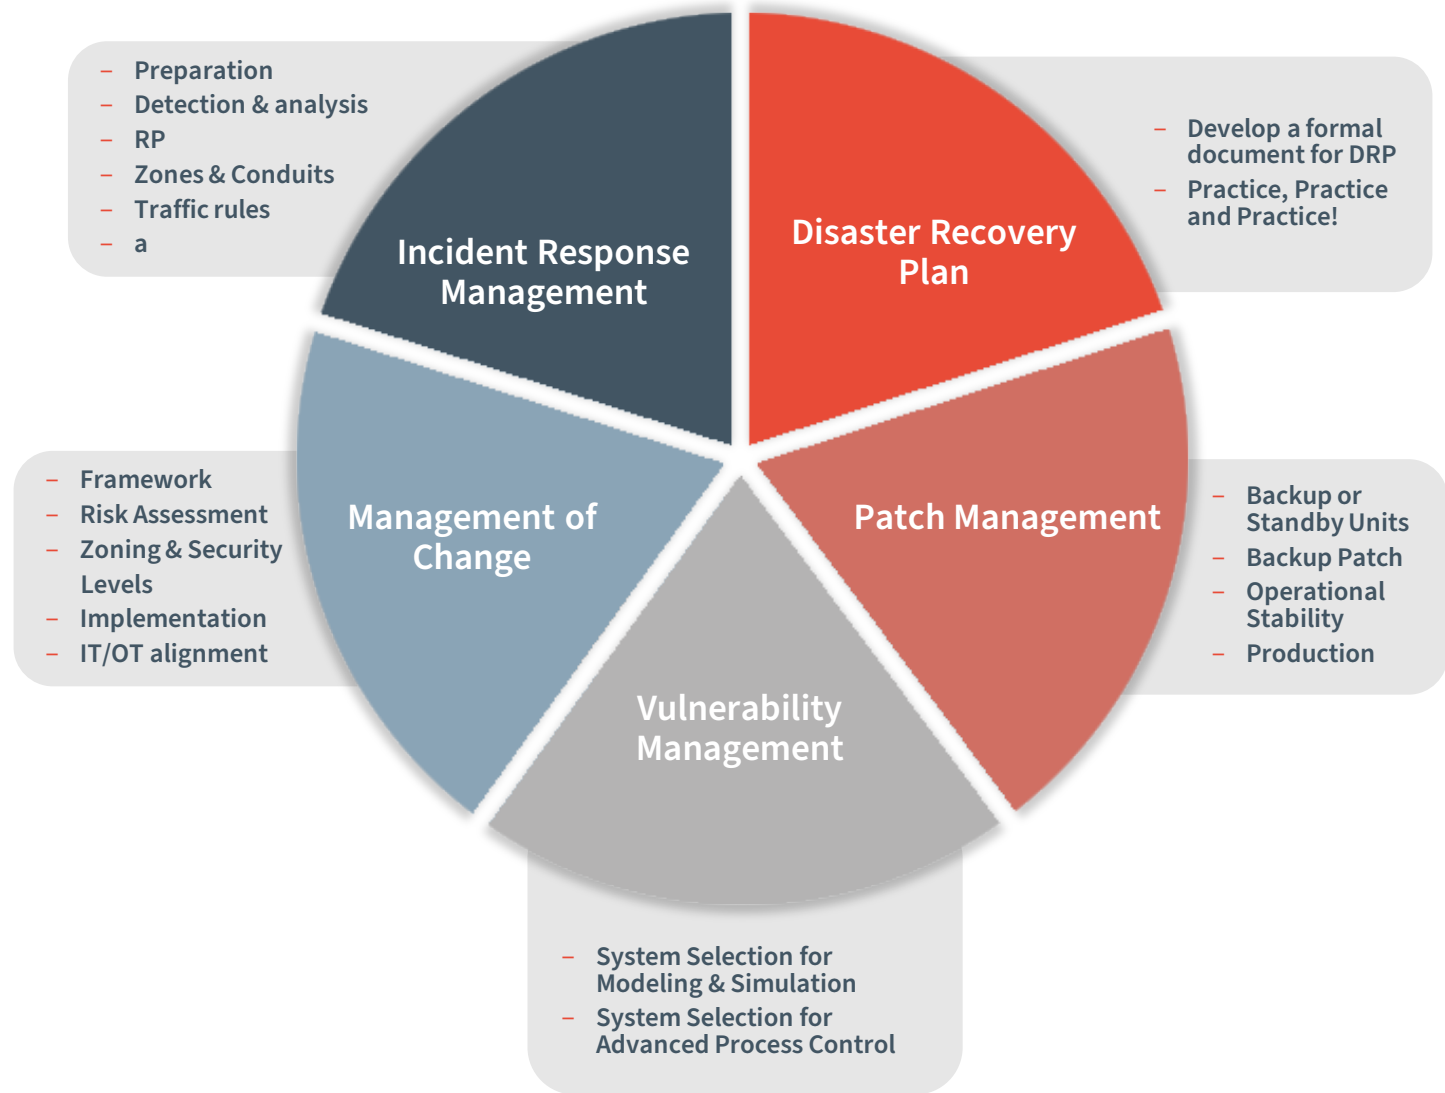 – Preparation
– Detection & analysis
– RP
– Zones & Conduits
– Traffic rules
– a
Incident Response
Management
Disaster Recovery
Plan
– Develop a formal
document for DRP
– Practice, Practice
and Practice!
– Framework
– Risk Assessment
– Zoning & Security
Levels
– Implementation
– IT/OT alignment
Management of
Change
Patch Management
– Backup or
Standby Units
– Backup Patch
– Operational
Stability
– Production
Vulnerability
Management
– System Selection for
Modeling & Simulation
– System Selection for
Advanced Process Control